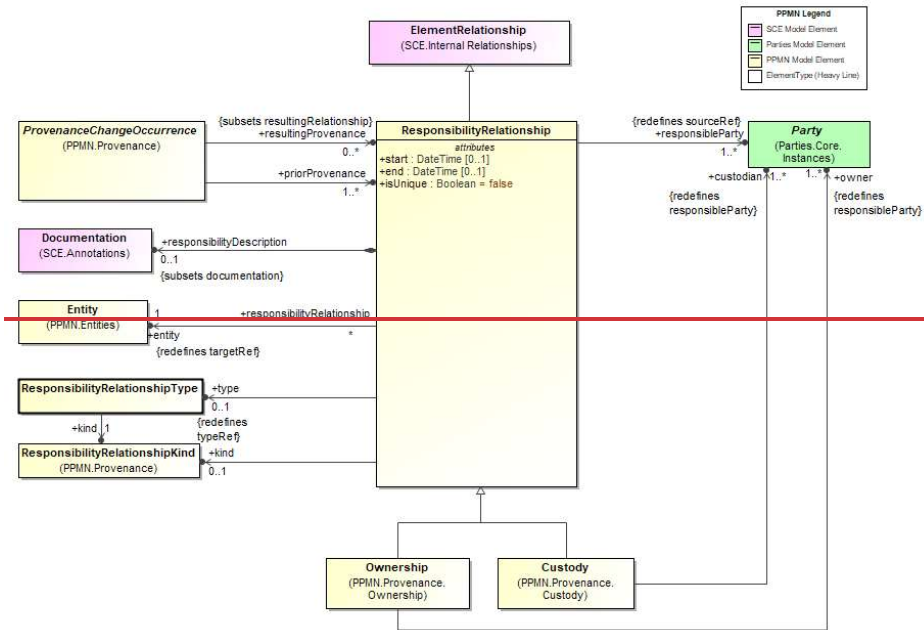 ElementRelationship
(SCE.Internal Relationships)
PPMN Legend
SCE Model Element
Parties Model Element
PPMN Model Element
ElementType (Heavy Line)
ProvenanceChangeOccurrence
(PPMN.Provenance)
{subsets resultingRelationship}
+resultingProvenance
0..*
+priorProvenance
1..*
ResponsibilityRelationship
attributes
+start : DateTime [0..1]
+end : DateTime [0..1]
+isUnique : Boolean = false
{redefines sourceRef}
+responsibleParty
1..*
Party
(Parties.Core.
Instances)
+custodian
1..*
1..*
+owner
{redefines
responsibleParty}
{redefines
responsibleParty}
Documentation
(SCE.Annotations)
+responsibilityDescription
0..1
{subsets documentation}
Entity
(PPMN.Entities)
1
+responsibilityRelationship
+entity
*
{redefines targetRef}
ResponsibilityRelationshipType
+type
0..1
{redefines
typeRef}
+kind
1
ResponsibilityRelationshipKind
(PPMN.Provenance)
+kind
0..1
Ownership
(PPMN.Provenance.
Ownership)
Custody
(PPMN.Provenance.
Custody)